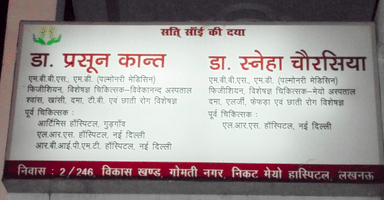 सति साँई की दया
डा. प्रसून कान्त
एम.बी.बी.एस., एम.डी. (पल्मोनरी मेडिसिन)
फिजीशियन, विशेषज्ञ चिकित्सक–विवेकानन्द अस्पताल
श्वांस, खांसी, दमा, टी.बी. एवं छाती रोग विशेषज्ञ
पूर्व चिकित्सक :
आर्टिमिस हॉस्पिटल, गुड़गाँव
एल.आर.एस. हॉस्पिटल, नई दिल्ली
आर.बी.आई.पी.एम.टी. हॉस्पिटल, नई दिल्ली
डा. स्नेहा चौरसिया
एम.बी.बी.एस., एम.डी. (पल्मोनरी मेडिसिन)
फिजीशियन, विशेषज्ञ चिकित्सक–मेयो अस्पताल
दमा, एलर्जी, फेफड़ा एवं छाती रोग विशेषज्ञ
पूर्व चिकित्सक :
एल.आर.एस. हॉस्पिटल, नई दिल्ली
निवास : 2/246, विकास खण्ड, गोमती नगर, निकट मेयो हास्पिटल, लखनऊ